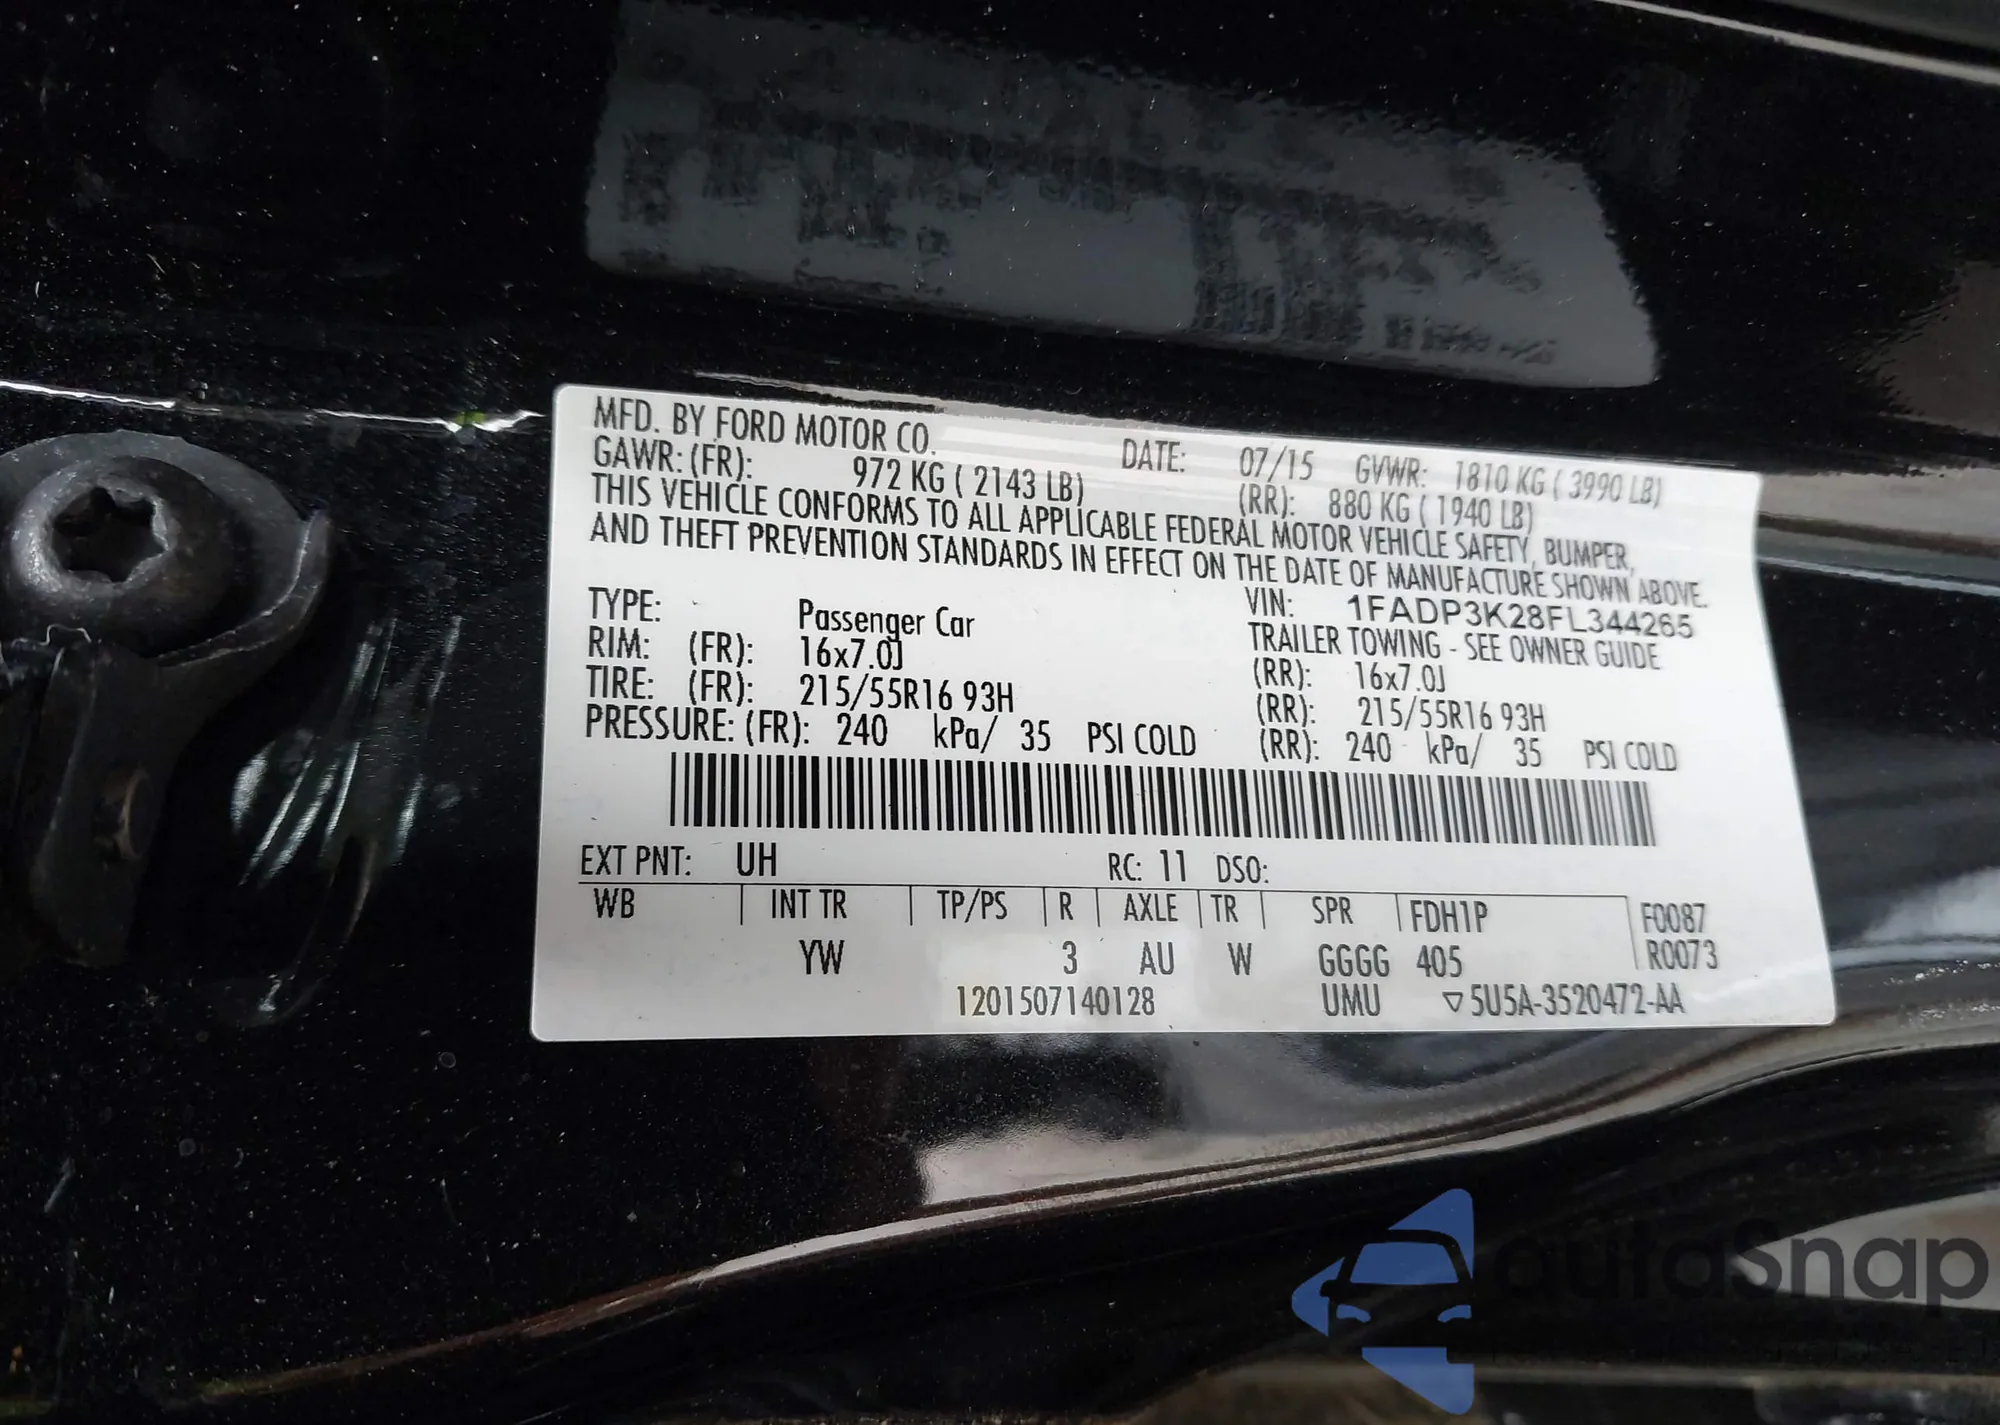 MFD. BY FORD MOTOR CO. DATE: 07/15 GVWR: 1810 KG ( 3990 LB)
GAWR: (FR): 972 KG ( 2143 LB) (RR): 880 KG ( 1940 LB)
THIS VEHICLE CONFORMS TO ALL APPLICABLE FEDERAL MOTOR VEHICLE SAFETY, BUMPER,
AND THEFT PREVENTION STANDARDS IN EFFECT ON THE DATE OF MANUFACTURE SHOWN ABOVE.
TYPE: Passenger Car VIN: 1FADP3K28FL344265
TRAILER TOWING - SEE OWNER GUIDE
RIM: (FR): 16x7.0J (RR): 16x7.0J
TIRE: (FR): 215/55R16 93H (RR): 215/55R16 93H
PRESSURE: (FR): 240 kPa/ 35 PSI COLD (RR): 240 kPa/ 35 PSI COLD
EXT PNT: UH RC: 11 DSO:
WB INT TR TP/PS R AXLE TR SPR FDH1P F0087
YW 3 AU W GGGG 405 R0073
1201507140128 UMU ▽5U5A-3520472-AA
autoSnap